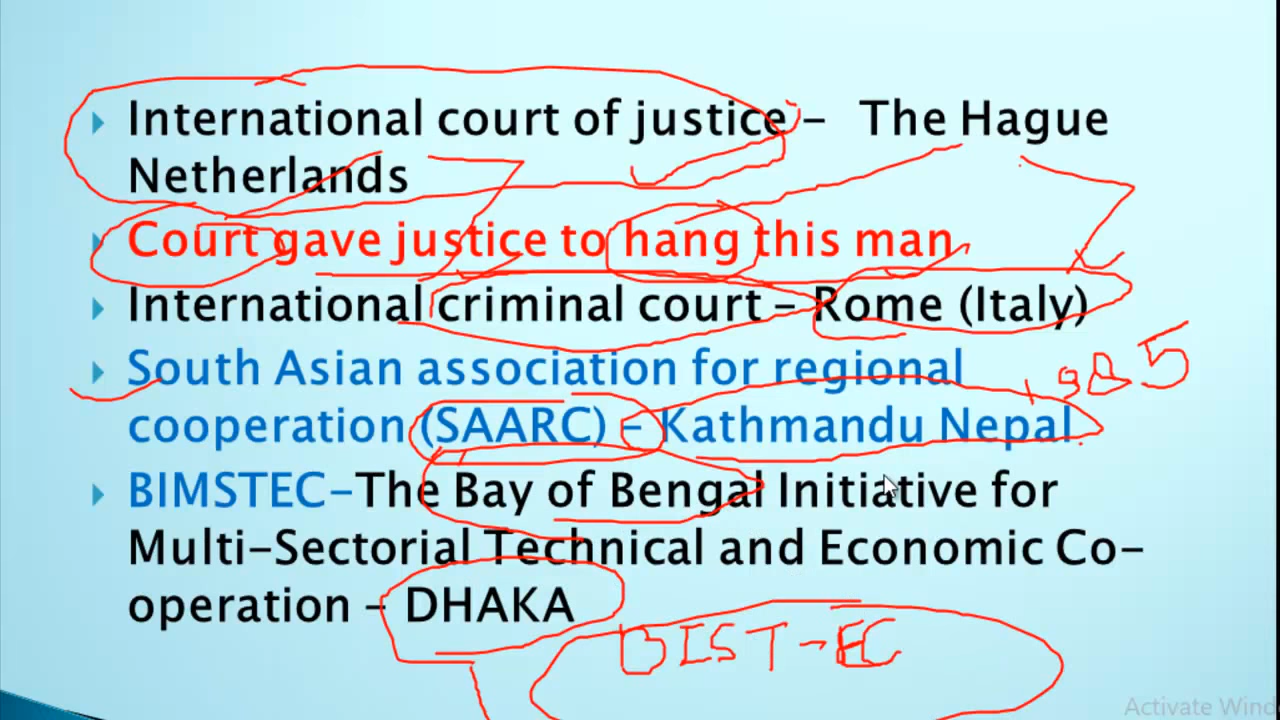 International court of justice – The Hague
Netherlands
Court gave justice to hang this man
International criminal court – Rome (Italy)
South Asian association for regional
1985
cooperation (SAARC) – Kathmandu Nepal
BIMSTEC–The Bay of Bengal Initiative for
Multi–Sectorial Technical and Economic Co–
operation – DHAKA
BIST-EC
Activate Wind